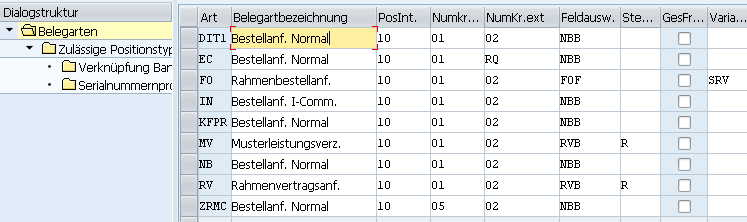 Dialogstruktur
Belegarten
Zulässige Positionstyp
Verknüpfung Ban
Serialnummernpro
Art Belegartbezeichnung PosInt. Numkr... NumKr.ext Feldausw. Ste... GesFr... Varia...
DIT1 Bestellanf. Normal 10 01 02 NBB
EC Bestellanf. Normal 10 01 RQ NBB
FO Rahmenbestellanf. 10 01 02 FOF SRV
IN Bestellanf. I-Comm. 10 01 02 NBB
KFPR Bestellanf. Normal 10 01 02 NBB
MV Musterleistungsverz. 10 01 02 RVB R
NB Bestellanf. Normal 10 01 02 NBB
RV Rahmenvertragsanf. 10 01 02 RVB R
ZRMC Bestellanf. Normal 10 05 02 NBB